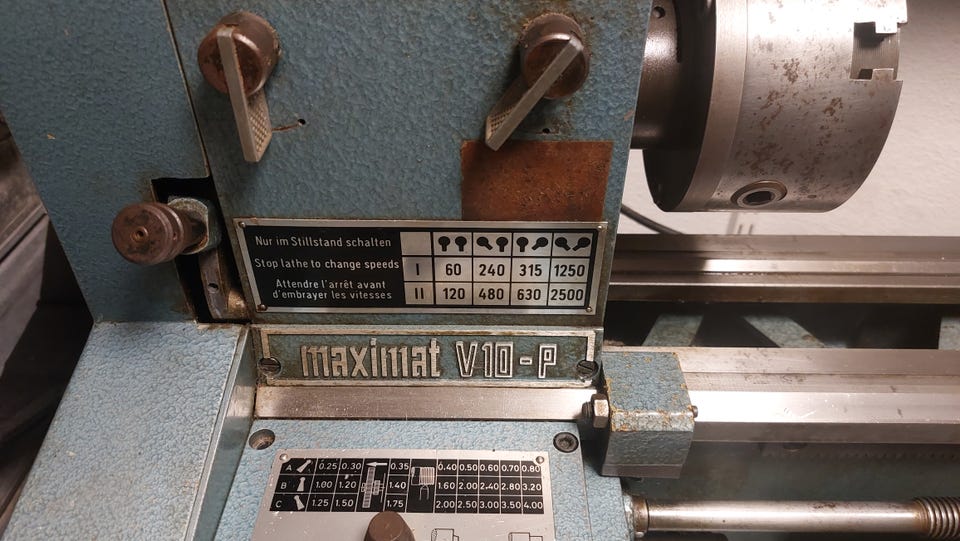 Nur im Stillstand schalten
Stop lathe to change speeds I 60 240 315 1250
Attendre l'arrêt avant
d'embrayer les vitesses II 120 480 630 2500
maximat V10-P
A 0.25 0.30 0.35 0.40 0.50 0.60 0.70 0.80
B 1.00 1.20 1.40 1.60 2.00 2.40 2.80 3.20
C 1.25 1.50 1.75 2.00 2.50 3.00 3.50 4.00